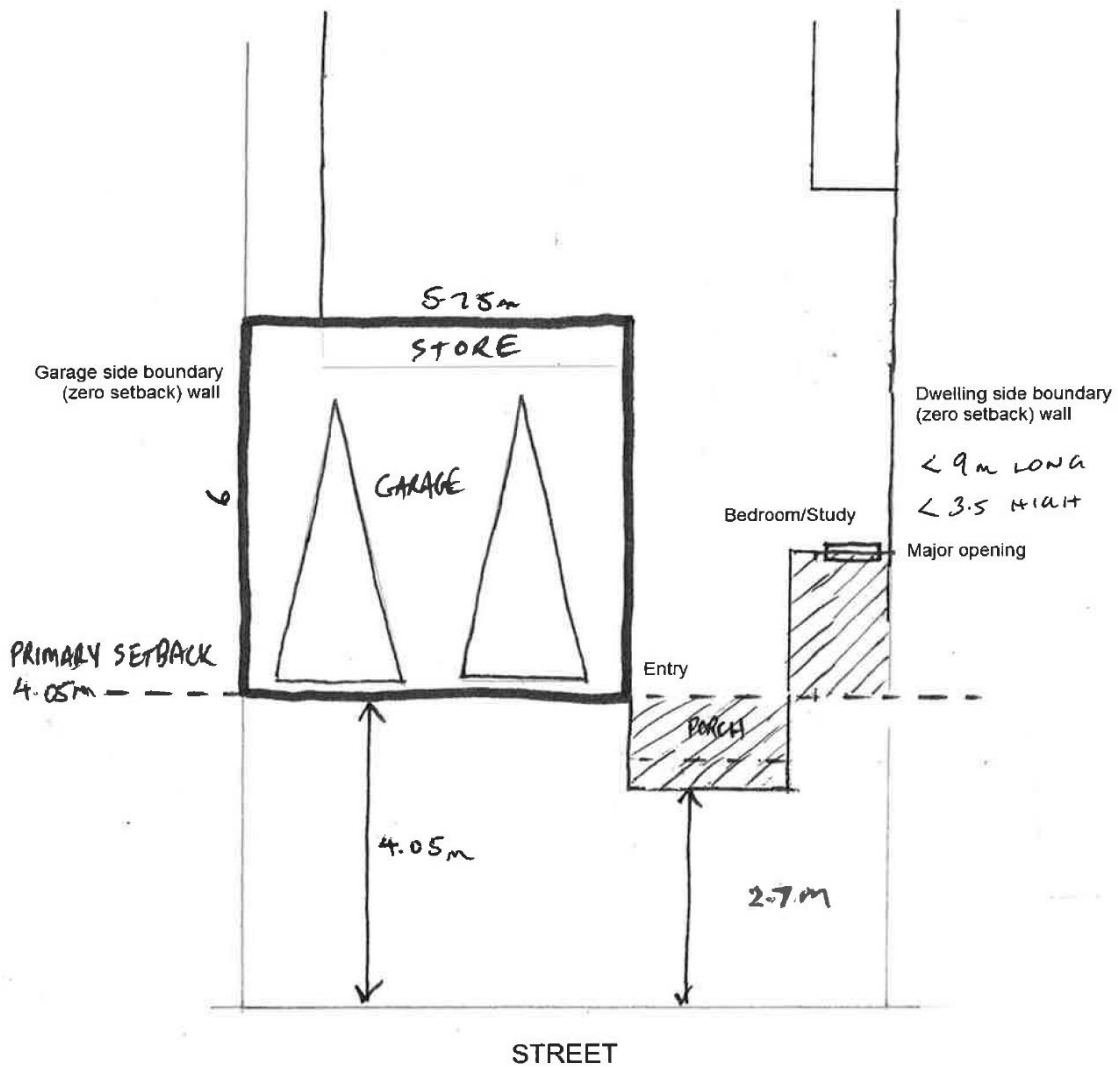 5.75m
STORE
Garage side boundary
(zero setback) wall
Dwelling side boundary
(zero setback) wall
< 9m LONG
< 3.5 HIGH
6
GARAGE
Bedroom/Study
Major opening
PRIMARY SETBACK
4.05m
Entry
PORCH
4.05m
2.7m
STREET